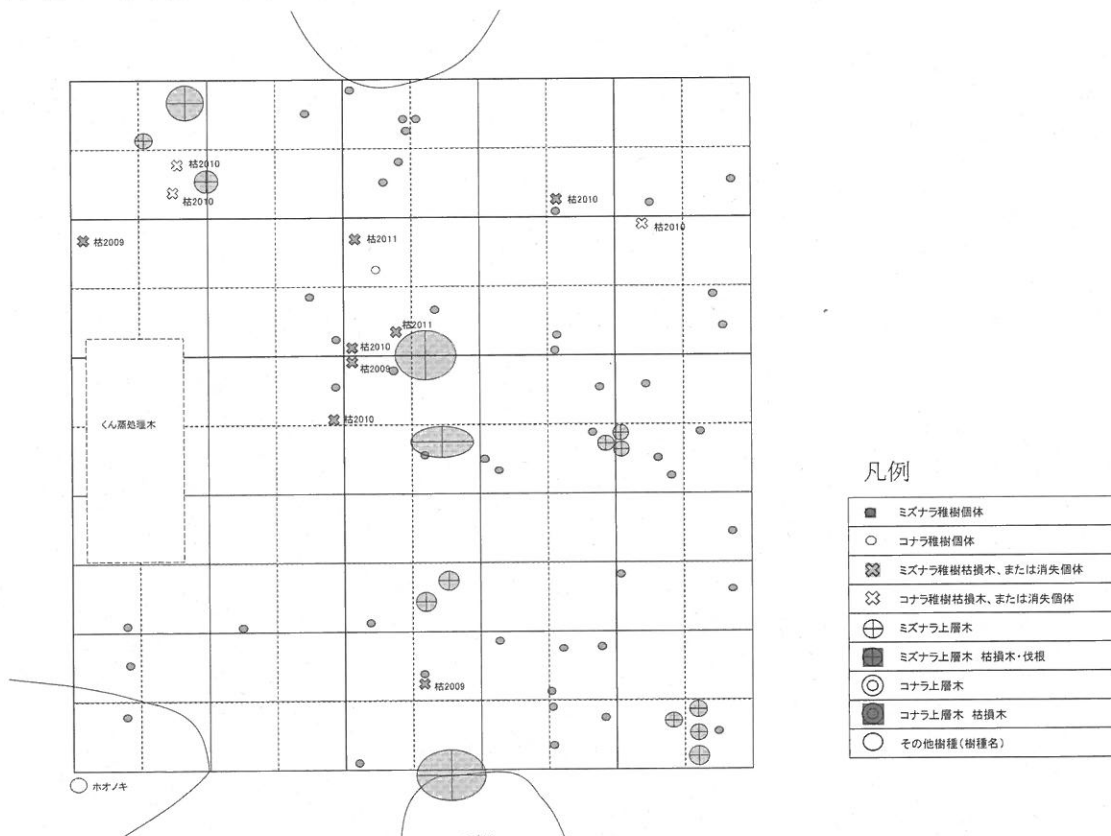 枯2010
枯2010
枯2010
枯2010
枯2009
枯2011
枯2011
枯2010
枯2009
枯2010
くん蒸処理木
枯2009
ホオノキ
凡例
ミズナラ稚樹個体
コナラ稚樹個体
ミズナラ稚樹枯損木、または消失個体
コナラ稚樹枯損木、または消失個体
ミズナラ上層木
ミズナラ上層木 枯損木・伐根
コナラ上層木
コナラ上層木 枯損木
その他樹種(樹種名)